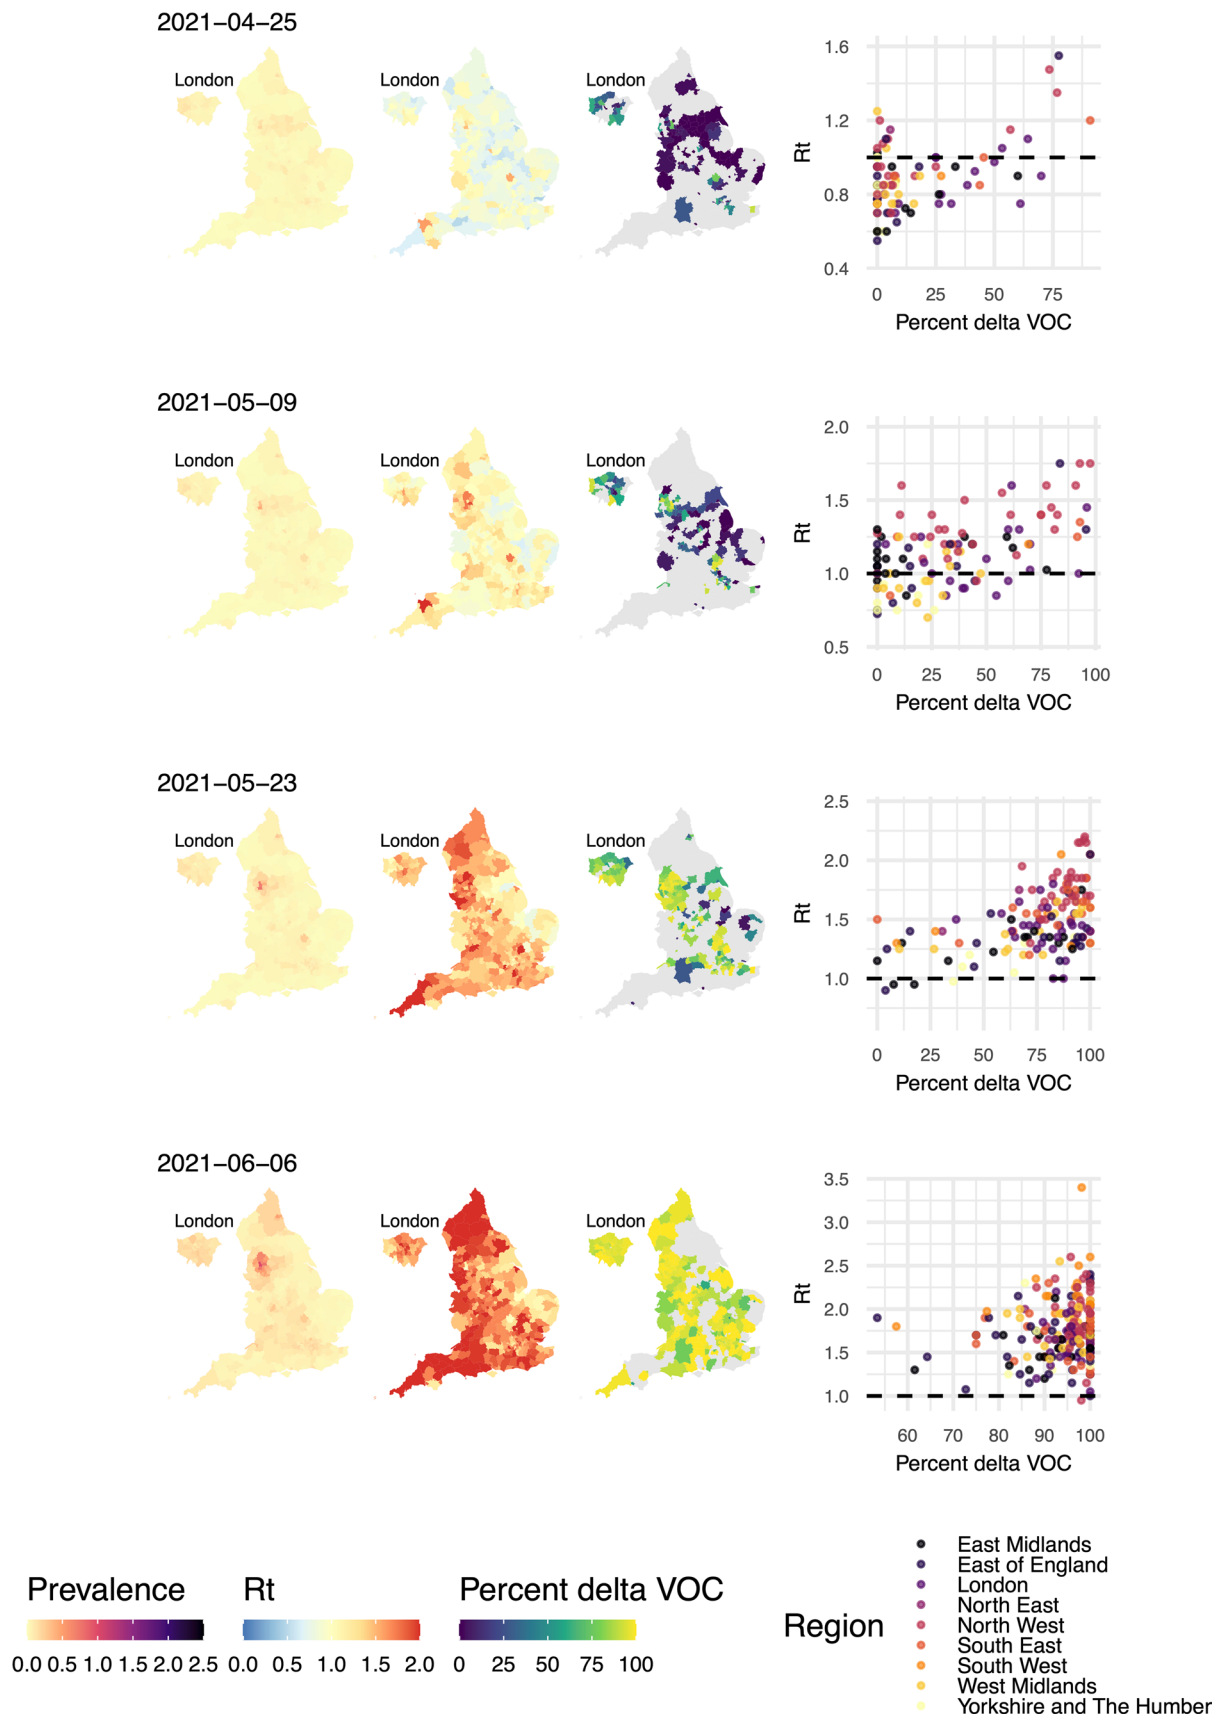 2021-04-25
London
London
London
1.6
1.2
0.8
0.4
Rt
0 25 50 75
Percent delta VOC
2021-05-09
London
London
London
2.0
1.5
1.0
0.5
Rt
0 25 50 75 100
Percent delta VOC
2021-05-23
London
London
London
2.5
2.0
1.5
1.0
Rt
0 25 50 75 100
Percent delta VOC
2021-06-06
London
London
London
3.5
3.0
2.5
2.0
1.5
1.0
Rt
60 70 80 90 100
Percent delta VOC
Prevalence
0.0 0.5 1.0 1.5 2.0 2.5
Rt
0.0 0.5 1.0 1.5 2.0
Percent delta VOC
0 25 50 75 100
Region
East Midlands
East of England
London
North East
North West
South East
South West
West Midlands
Yorkshire and The Humber